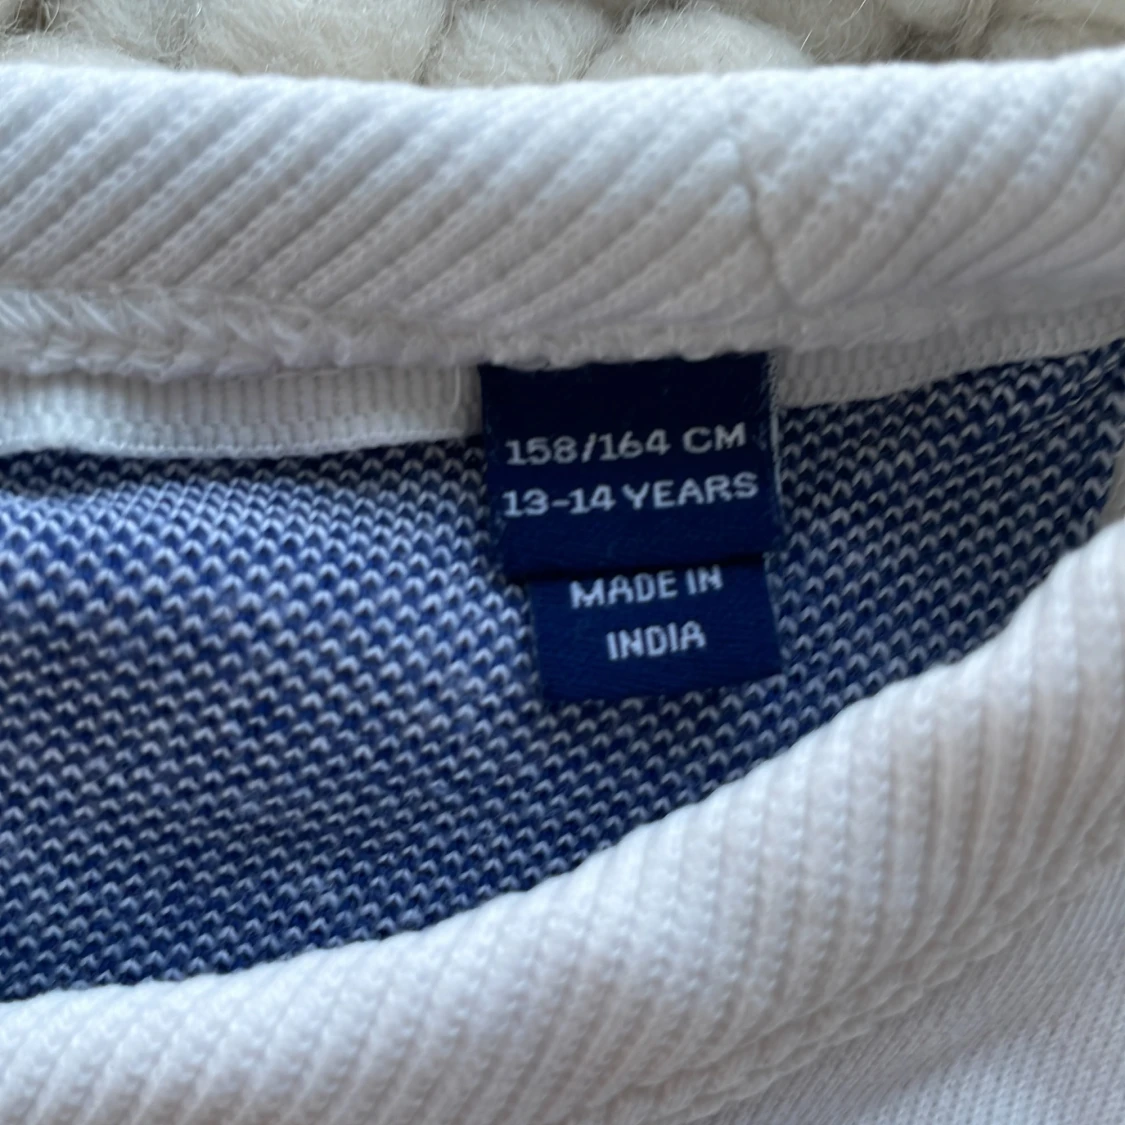 158/164 CM
13-14 YEARS
MADE IN
INDIA